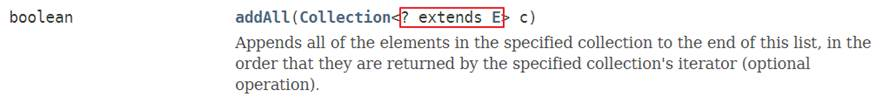 boolean addAll(Collection<? extends E> c)
Appends all of the elements in the specified collection to the end of this list, in the
order that they are returned by the specified collection's iterator (optional
operation).